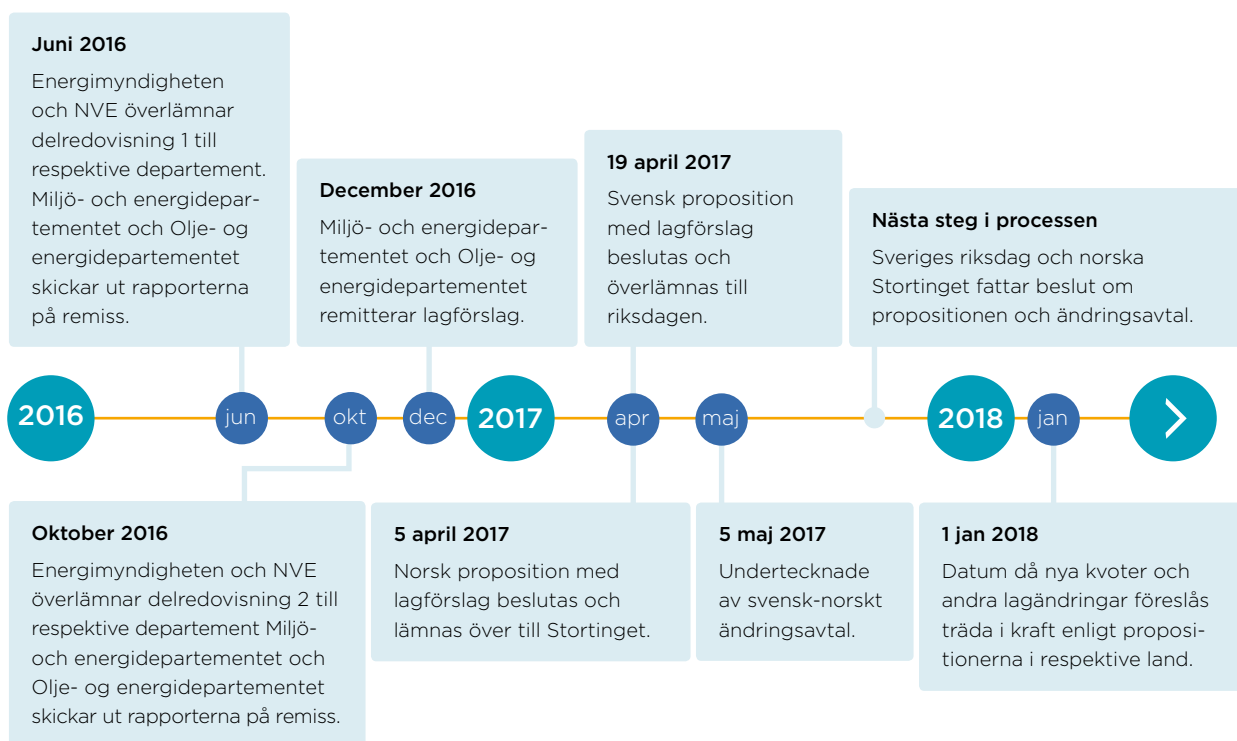 Juni 2016
Energimyndigheten
och NVE överlämnar
delredovisning 1 till
respektive departement.
Miljö- och energidepar-
tementet och Olje- og
energidepartementet
skickar ut rapporterna
på remiss.
December 2016
Miljö- och energidepar-
tementet och Olje- og
energidepartementet
remitterar lagförslag.
19 april 2017
Svensk proposition
med lagförslag
beslutas och
överlämnas till
riksdagen.
Nästa steg i processen
Sveriges riksdag och norska
Stortinget fattar beslut om
propositionen och ändringsavtal.
2016 jun okt dec 2017 apr maj 2018 jan
Oktober 2016
Energimyndigheten och NVE
överlämnar delredovisning 2 till
respektive departement Miljö-
och energidepartementet och
Olje- og energidepartementet
skickar ut rapporterna på remiss.
5 april 2017
Norsk proposition med
lagförslag beslutas och
lämnas över till Stortinget.
5 maj 2017
Undertecknade
av svensk-norskt
ändringsavtal.
1 jan 2018
Datum då nya kvoter och
andra lagändringar föreslås
träda i kraft enligt propositi-
onerna i respektive land.